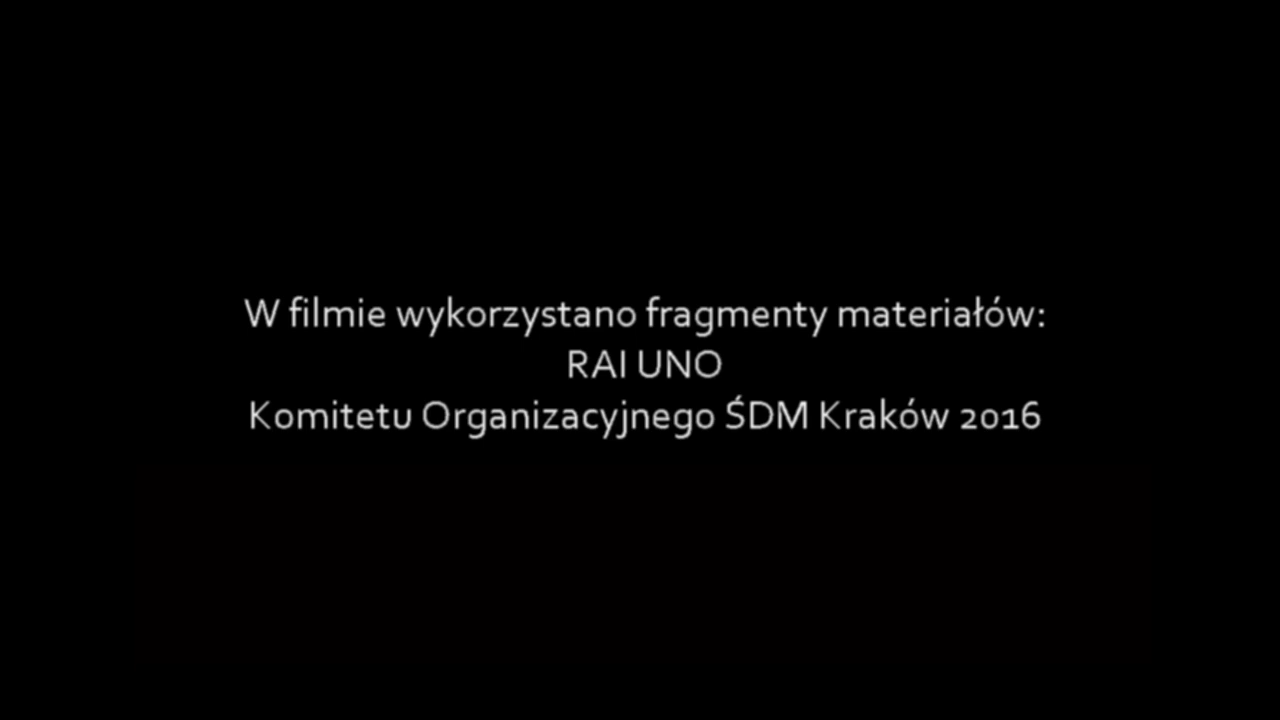 W filmie wykorzystano fragmenty materiałów:
RAI UNO
Komitetu Organizacyjnego ŚDM Kraków 2016